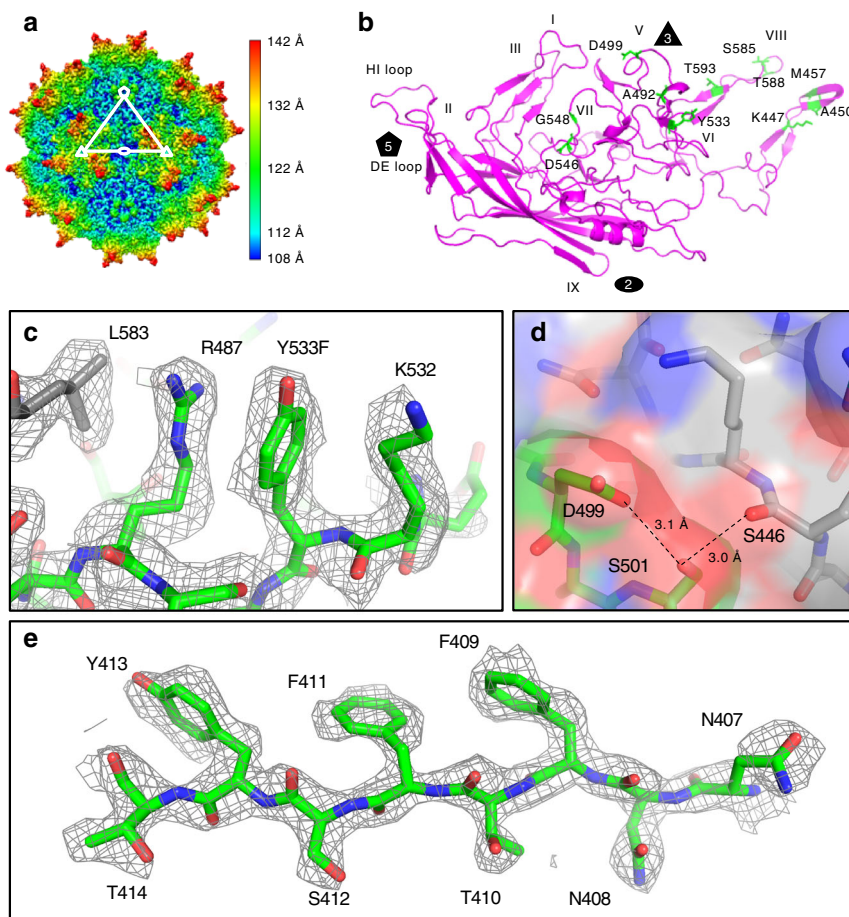 a
142 Å
132 Å
122 Å
112 Å
108 Å
b
I
III
HI loop
II
5
DE loop
D499
V
3
S585
VIII
T593
T588
M457
A492
G548
VII
Y533
K447
A450
VI
D546
IX
2
c
L583
R487
Y533F
K532
d
D499
3.1 Å
S446
S501
3.0 Å
e
Y413
F411
F409
N407
T414
S412
T410
N408